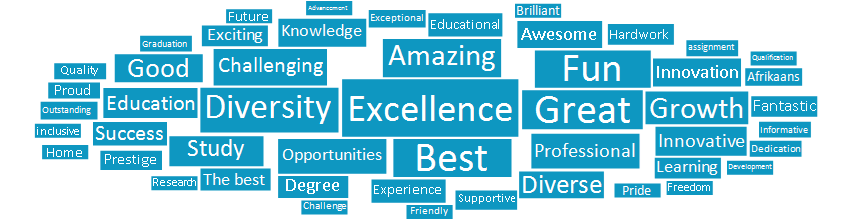 Advancement
Brilliant
Future
Exceptional
Educational
Exciting
Knowledge
Awesome
Hardwork
Graduation
Amazing
assignment
Qualification
Quality
Good
Challenging
Fun
Innovation
Afrikaans
Proud
Education
Diversity
Excellence
Great
Growth
Fantastic
Outstanding
inclusive
Success
Innovative
Informative
Home
Prestige
Study
Opportunities
Best
Professional
Dedication
Learning
Development
Research
The best
Degree
Experience
Supportive
Diverse
Pride
Freedom
Challenge
Friendly